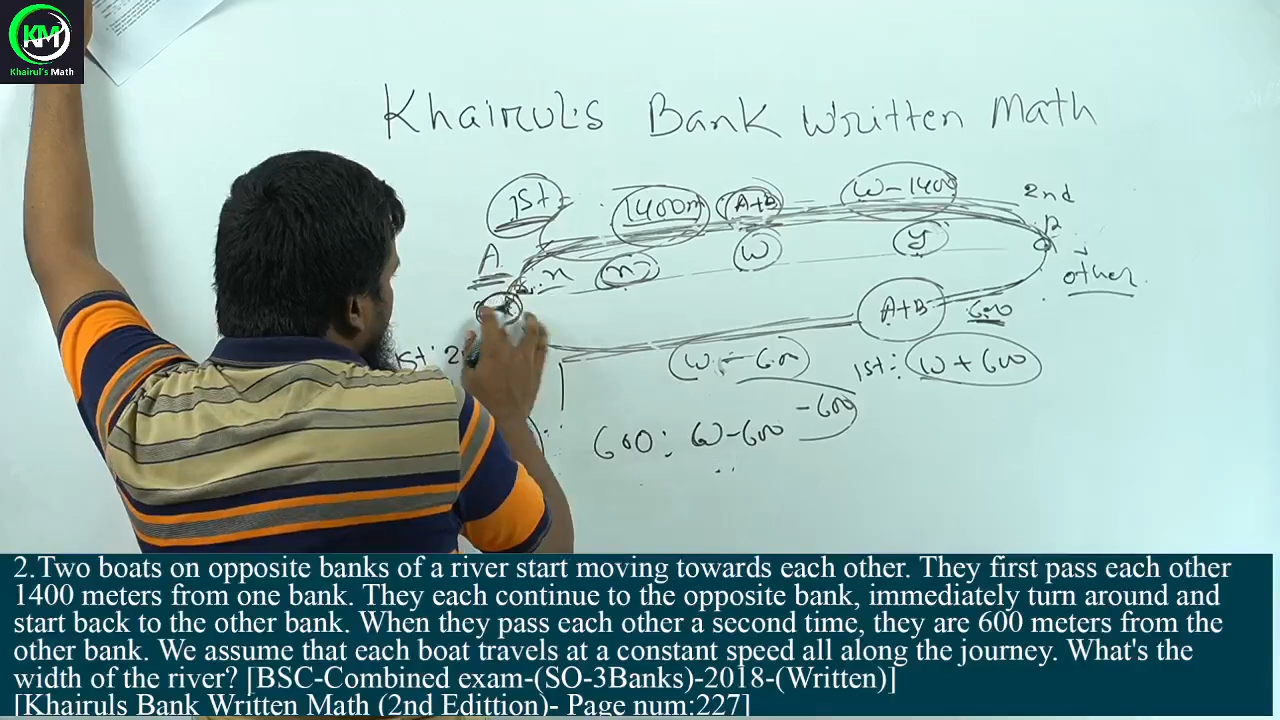 KM
Khairul's Math
Khairul's Bank Written Math
1st
1400m
A+B
W-1400
2nd
A
x
W
y
B
other
A+B
600
1st: 2
W-600
1st: W+600
600: W-600-600
2.Two boats on opposite banks of a river start moving towards each other. They first pass each other
1400 meters from one bank. They each continue to the opposite bank, immediately turn around and
start back to the other bank. When they pass each other a second time, they are 600 meters from the
other bank. We assume that each boat travels at a constant speed all along the journey. What's the
width of the river? [BSC-Combined exam-(SO-3Banks)-2018-(Written)]
[Khairuls Bank Written Math (2nd Edittion)- Page num:227]